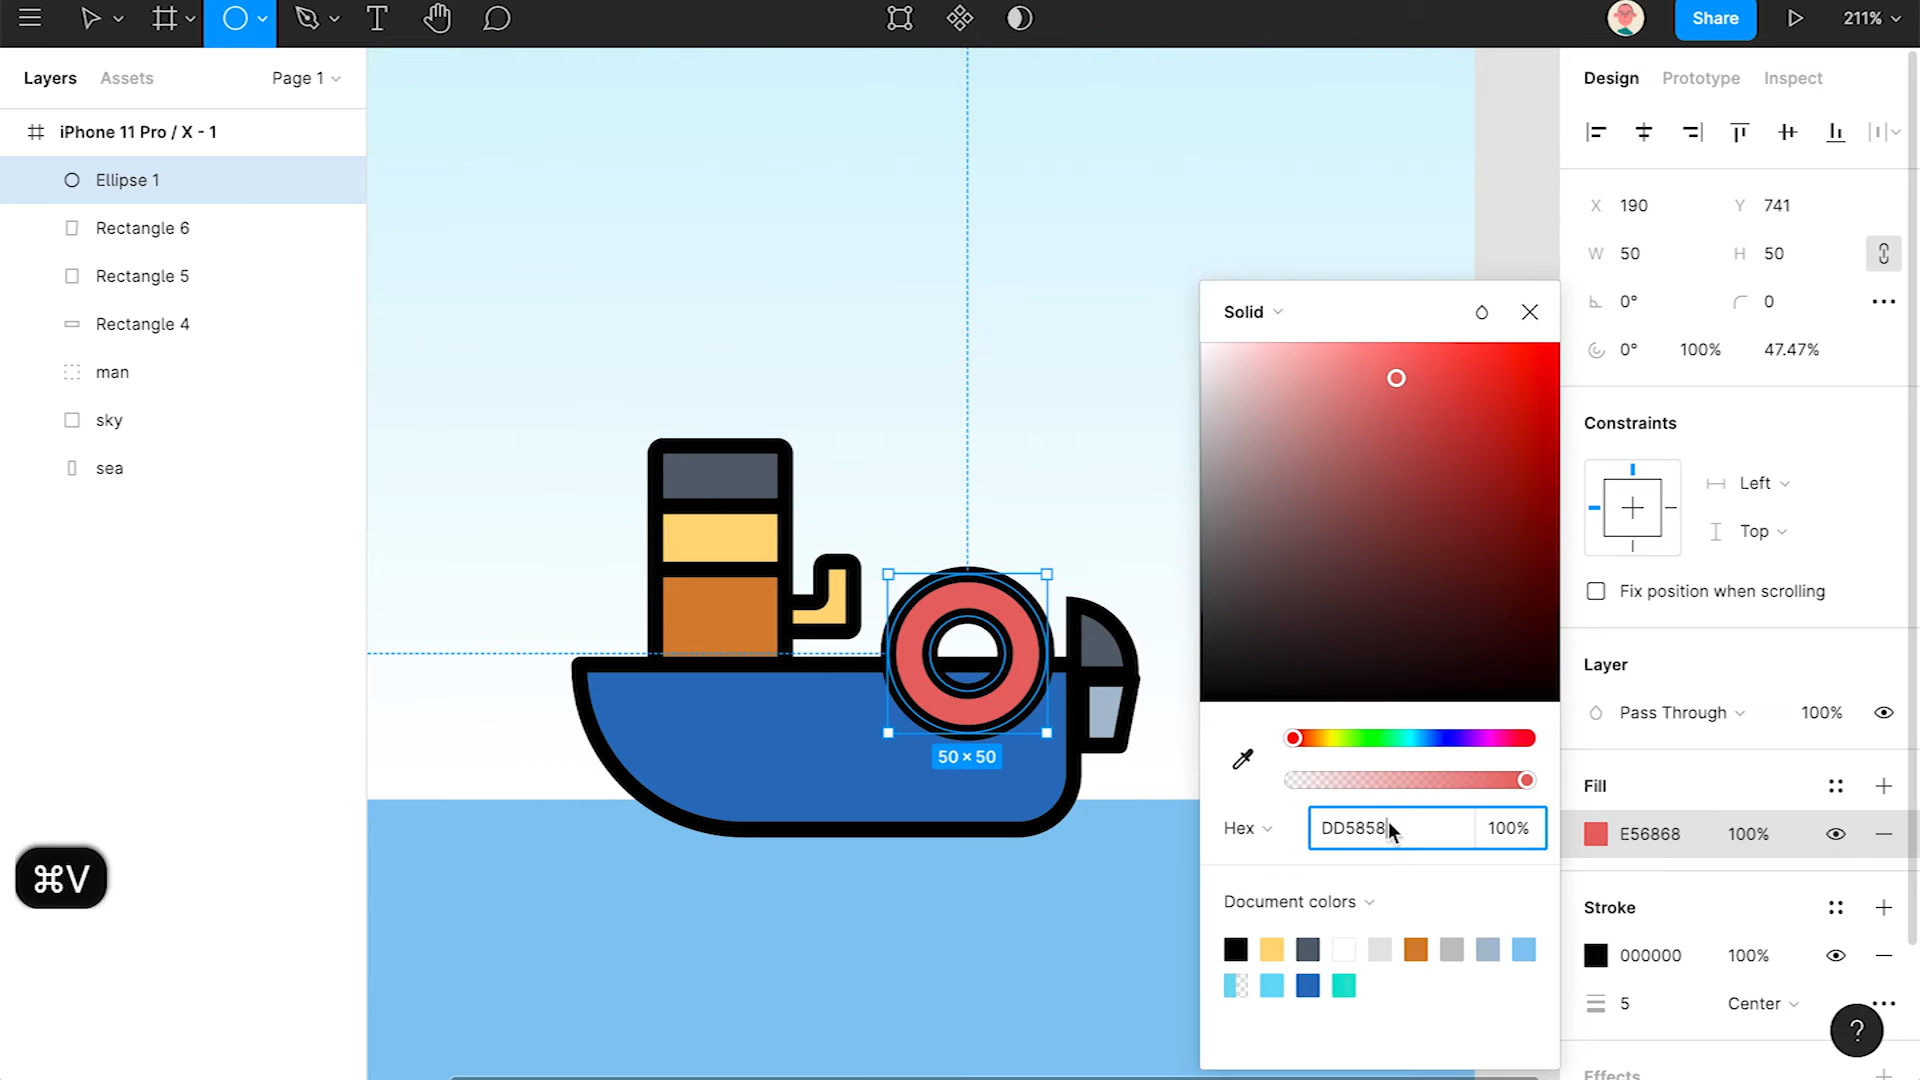 Share
211%
Layers
Assets
Page 1
iPhone 11 Pro / X - 1
Ellipse 1
Rectangle 6
Rectangle 5
Rectangle 4
man
sky
sea
⌘V
50 × 50
Solid
Hex
DD5858
100%
Document colors
Design
Prototype
Inspect
X 190
Y 741
W 50
H 50
0°
0
0°
100%
47.47%
Constraints
Left
Top
Fix position when scrolling
Layer
Pass Through
100%
Fill
E56868
100%
Stroke
000000
100%
5
Center
?
Effects